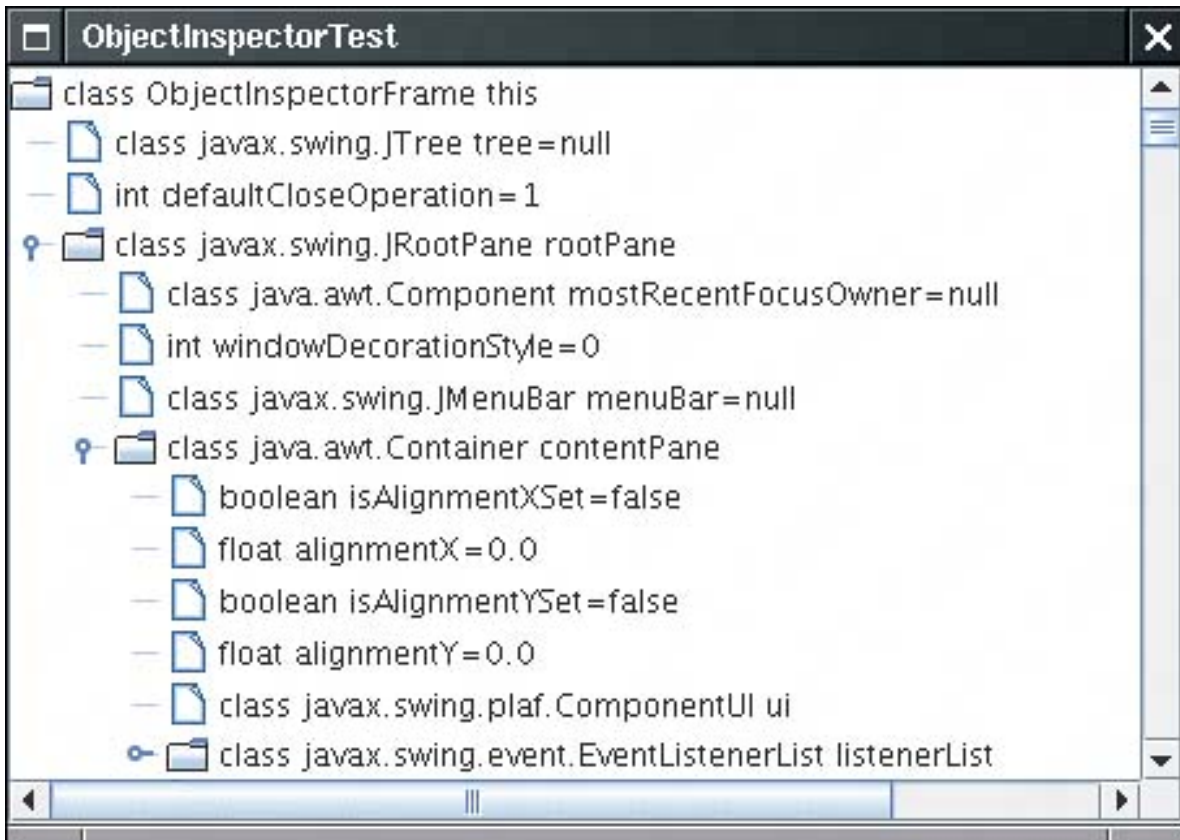 ObjectInspectorTest
class ObjectInspectorFrame this
class javax.swing.JTree tree=null
int defaultCloseOperation=1
class javax.swing.JRootPane rootPane
class java.awt.Component mostRecentFocusOwner=null
int windowDecorationStyle=0
class javax.swing.JMenuBar menuBar=null
class java.awt.Container contentPane
boolean isAlignmentXSet=false
float alignmentX=0.0
boolean isAlignmentYSet=false
float alignmentY=0.0
class javax.swing.plaf.ComponentUI ui
class javax.swing.event.EventListenerList listenerList